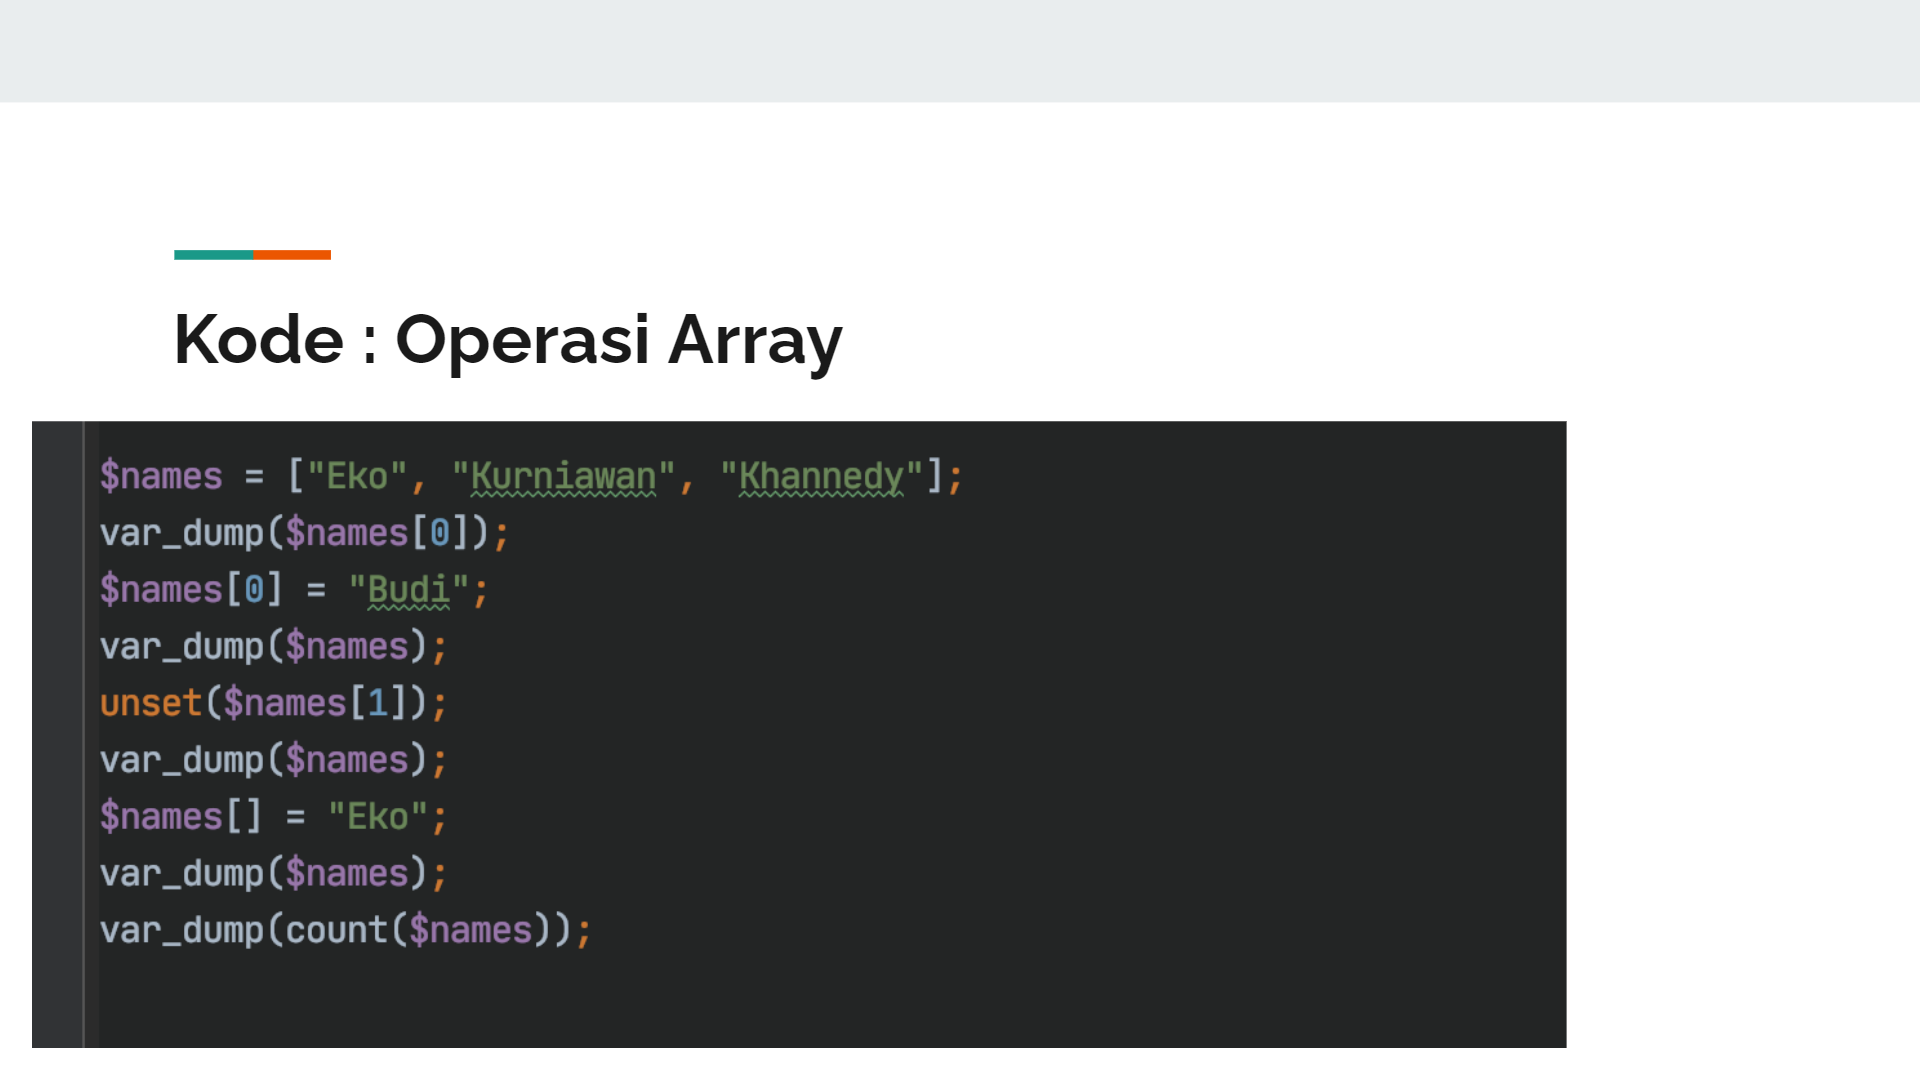 Kode : Operasi Array
$names = ["Eko", "Kurniawan", "Khannedy"];
var_dump($names[0]);
$names[0] = "Budi";
var_dump($names);
unset($names[1]);
var_dump($names);
$names[] = "Eko";
var_dump($names);
var_dump(count($names));